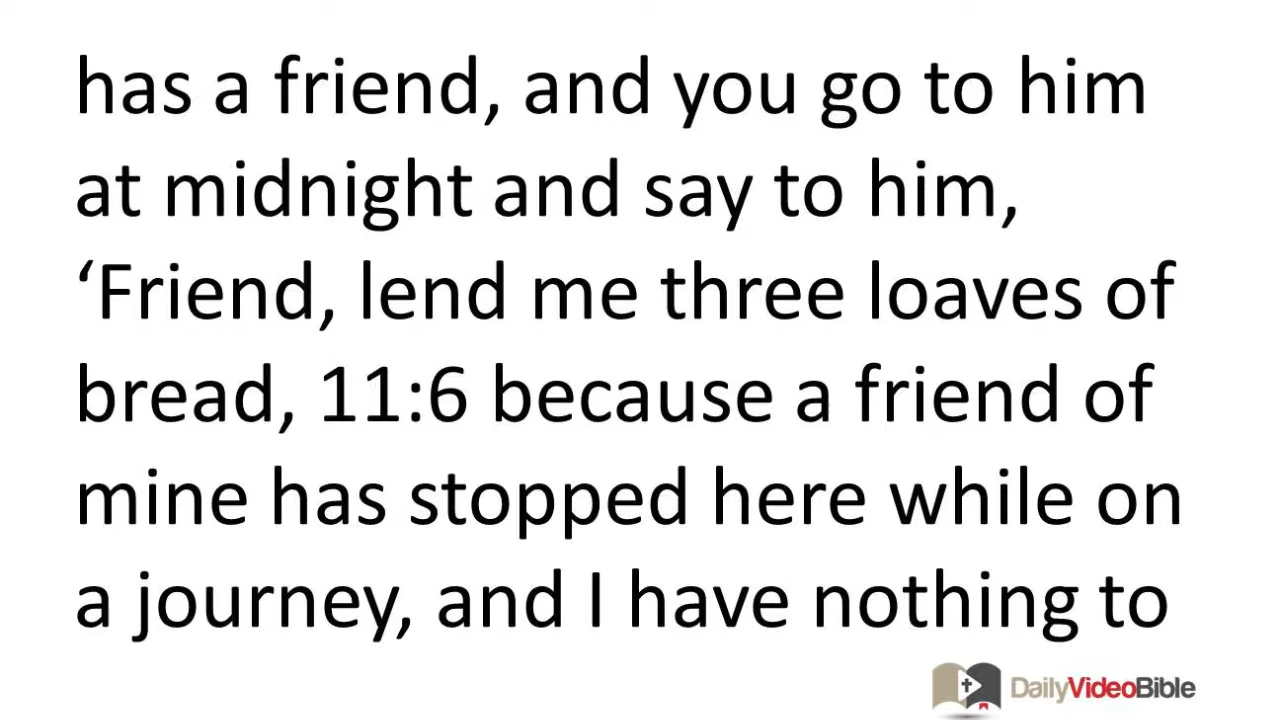 has a friend, and you go to him
at midnight and say to him,
‘Friend, lend me three loaves of
bread, 11:6 because a friend of
mine has stopped here while on
a journey, and I have nothing to
DailyVideoBible